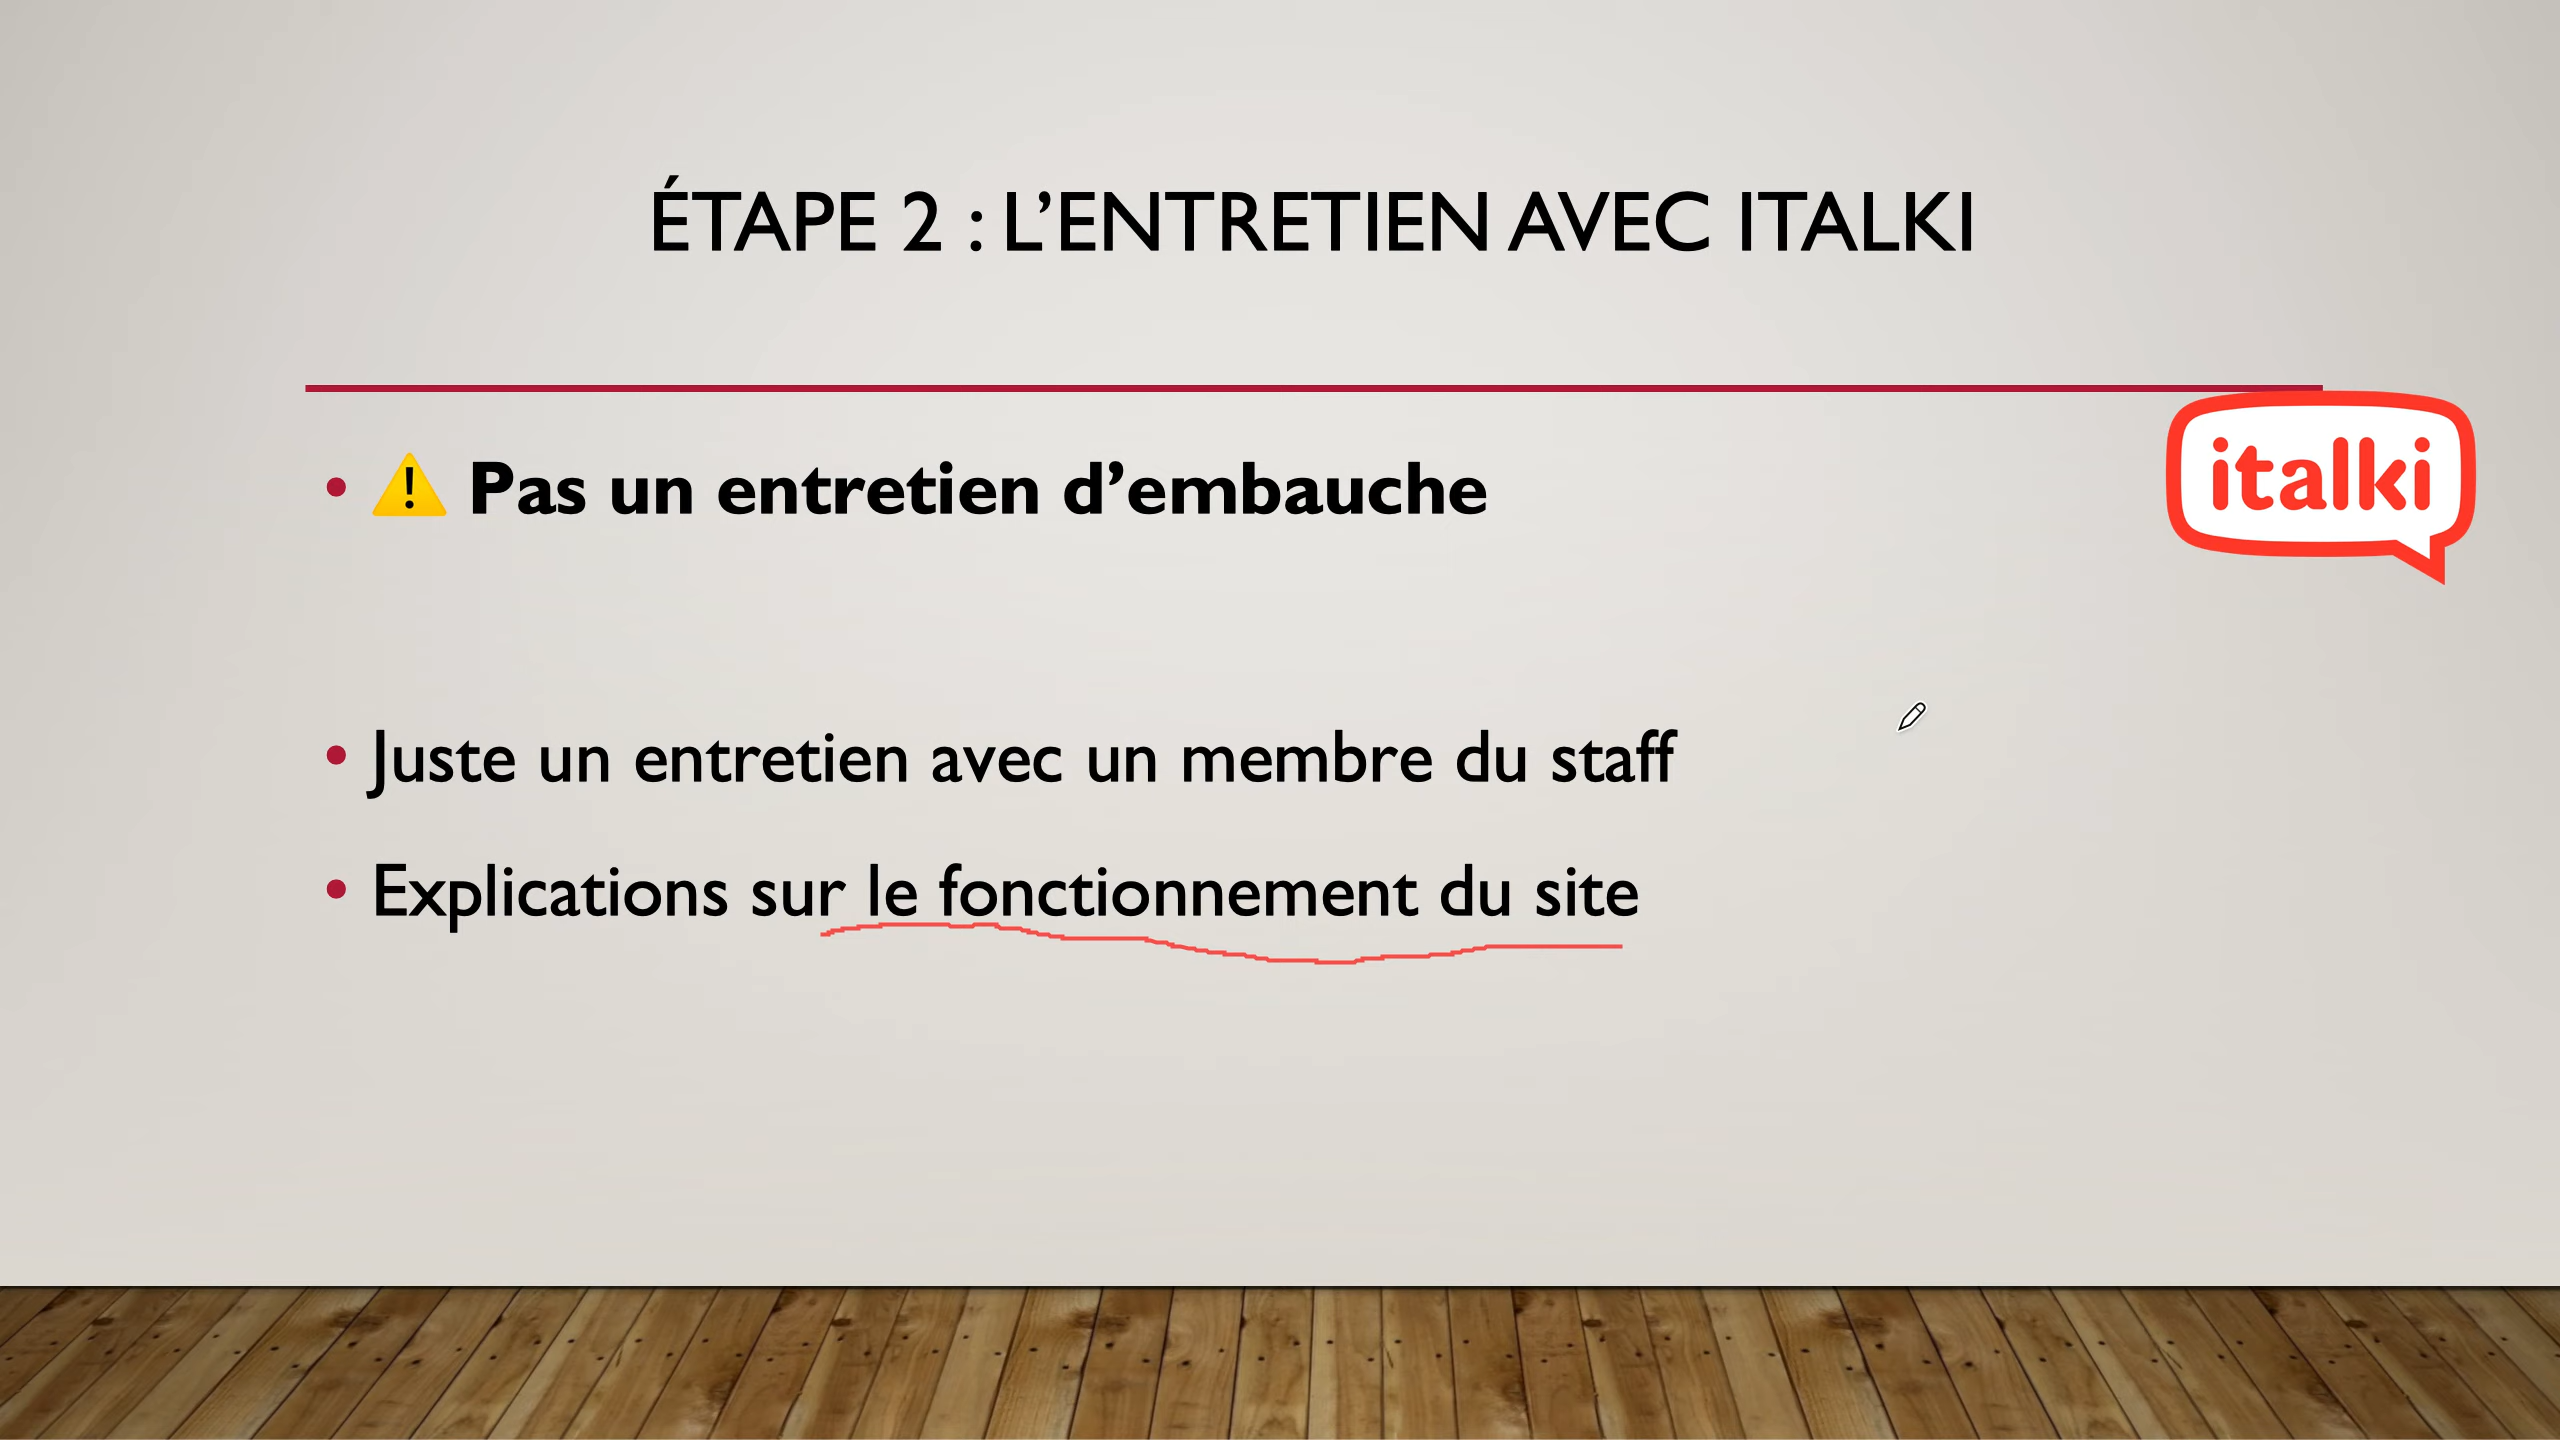 ÉTAPE 2 : L’ENTRETIEN AVEC ITALKI
italki
• ⚠️ Pas un entretien d’embauche
• Juste un entretien avec un membre du staff
• Explications sur le fonctionnement du site